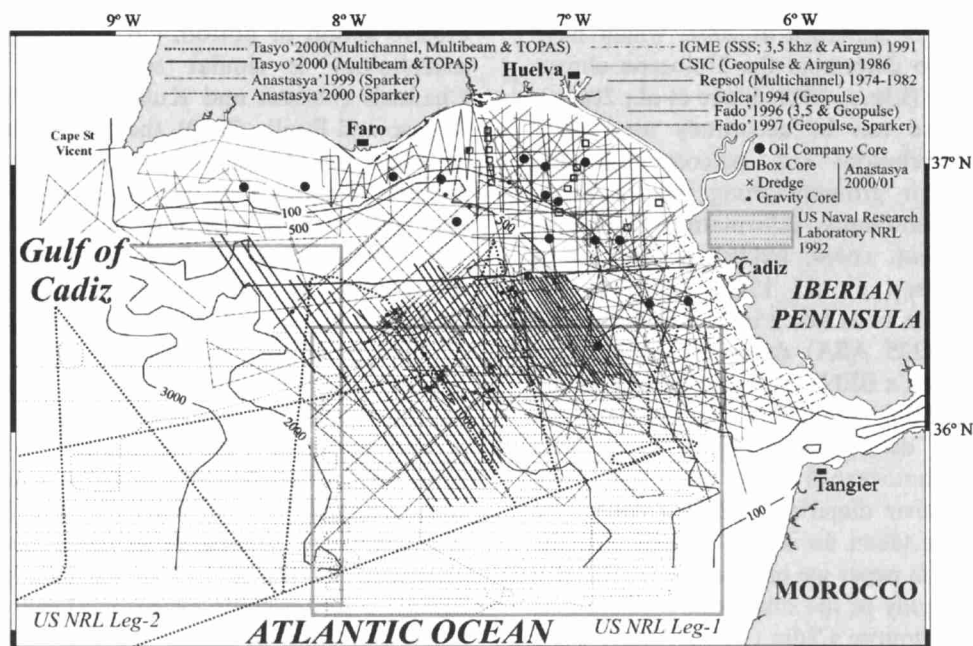 9° W 8° W 7° W 6° W
Tasyo'2000(Multichannel, Multibeam & TOPAS)
Tasyo'2000 (Multibeam &TOPAS)
Anastasya'1999 (Sparker)
Anastasya'2000 (Sparker)
IGME (SSS; 3,5 khz & Airgun) 1991
CSIC (Geopulse & Airgun) 1986
Repsol (Multichannel) 1974-1982
Golca'1994 (Geopulse)
Fado'1996 (3,5 & Geopulse)
Fado'1997 (Geopulse, Sparker)
Oil Company Core
Box Core
Dredge
Gravity Core
Anastasya
2000/01
US Naval Research
Laboratory NRL
1992
Huelva
Faro
Cape St
Vicent
37° N
100
500
500
Gulf of
Cadiz
Cadiz
IBERIAN
PENINSULA
3000
2000
1000
36° N
Tangier
100
MOROCCO
US NRL Leg-2
ATLANTIC OCEAN
US NRL Leg-1